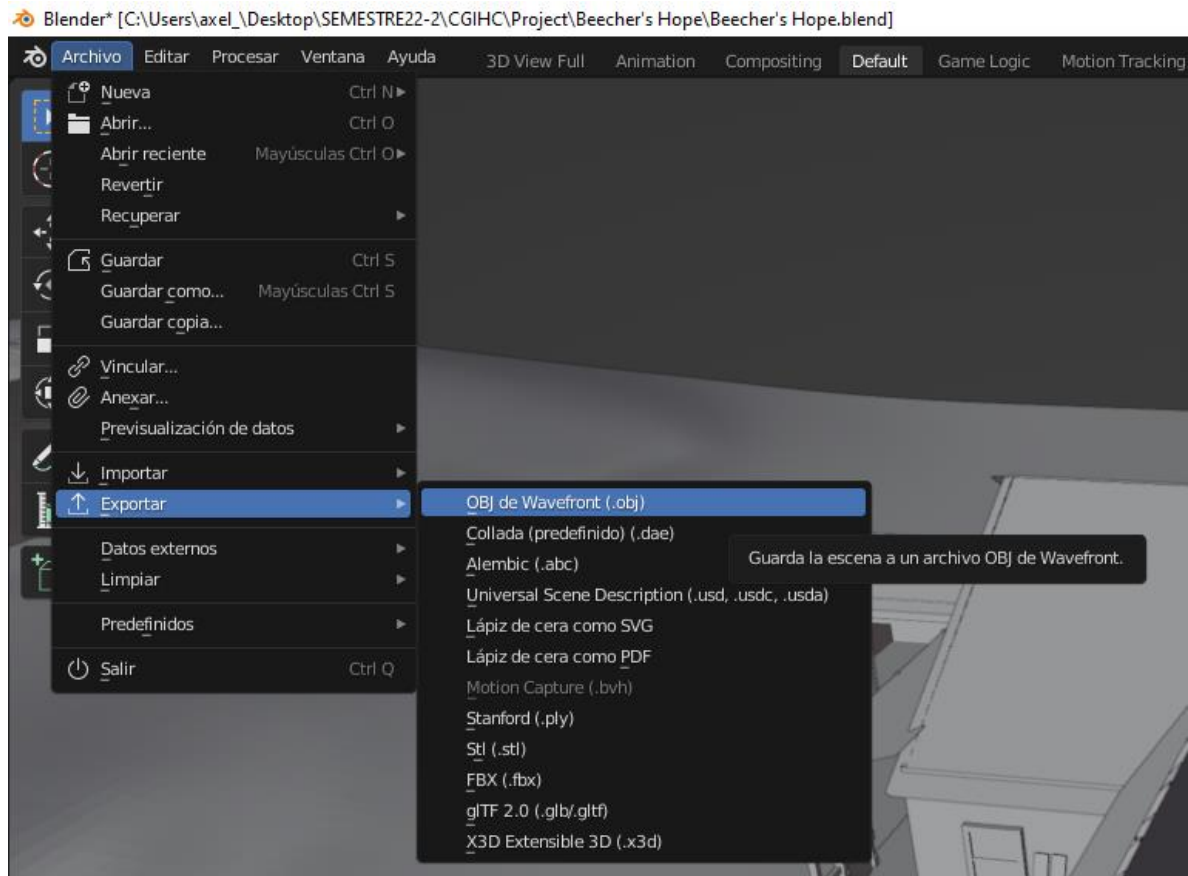 Blender* [C:\Users\axel_\Desktop\SEMESTRE22-2\CGIHC\Project\Beecher's Hope\Beecher's Hope.blend]
Archivo Editar Procesar Ventana Ayuda 3D View Full Animation Compositing Default Game Logic Motion Tracking
Nueva Ctrl N
Abrir... Ctrl O
Abrir reciente Mayúsculas Ctrl O
Revertir
Recuperar
Guardar Ctrl S
Guardar como... Mayúsculas Ctrl S
Guardar copia...
Vincular...
Anexar...
Previsualización de datos
Importar
Exportar
Datos externos
Limpiar
Predefinidos
Salir Ctrl Q
OBJ de Wavefront (.obj)
Collada (predefinido) (.dae)
Alembic (.abc)
Universal Scene Description (.usd, .usdc, .usda)
Lápiz de cera como SVG
Lápiz de cera como PDF
Motion Capture (.bvh)
Stanford (.ply)
Stl (.stl)
FBX (.fbx)
glTF 2.0 (.glb/.gltf)
X3D Extensible 3D (.x3d)
Guarda la escena a un archivo OBJ de Wavefront.